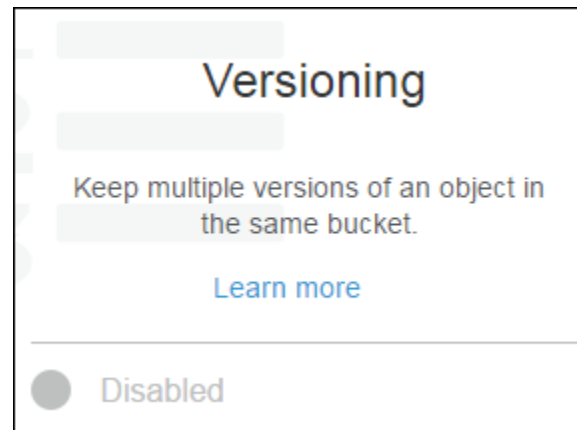 Versioning
Keep multiple versions of an object in
the same bucket.
Learn more
Disabled